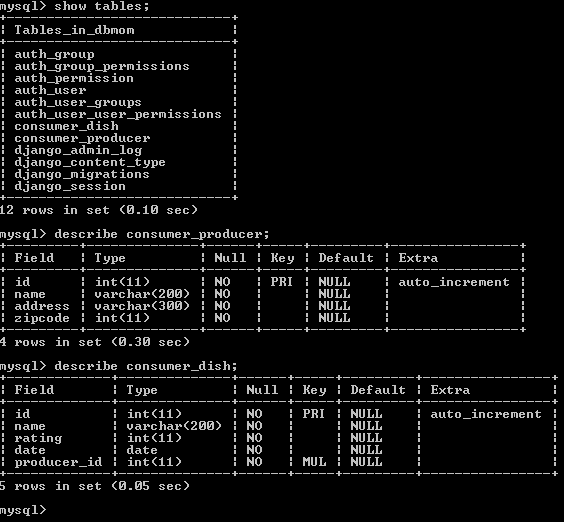 mysql> show tables;
+----------------------------+
| Tables_in_dbmom            |
+----------------------------+
| auth_group                 |
| auth_group_permissions     |
| auth_permission            |
| auth_user                  |
| auth_user_groups           |
| auth_user_user_permissions |
| consumer_dish              |
| consumer_producer          |
| django_admin_log           |
| django_content_type        |
| django_migrations          |
| django_session             |
+----------------------------+
12 rows in set (0.10 sec)
mysql> describe consumer_producer;
+---------+--------------+------+-----+---------+----------------+
| Field   | Type         | Null | Key | Default | Extra          |
+---------+--------------+------+-----+---------+----------------+
| id      | int(11)      | NO   | PRI | NULL    | auto_increment |
| name    | varchar(200) | NO   |     | NULL    |                |
| address | varchar(300) | NO   |     | NULL    |                |
| zipcode | int(11)      | NO   |     | NULL    |                |
+---------+--------------+------+-----+---------+----------------+
4 rows in set (0.30 sec)
mysql> describe consumer_dish;
+-------------+--------------+------+-----+---------+----------------+
| Field       | Type         | Null | Key | Default | Extra          |
+-------------+--------------+------+-----+---------+----------------+
| id          | int(11)      | NO   | PRI | NULL    | auto_increment |
| name        | varchar(200) | NO   |     | NULL    |                |
| rating      | int(11)      | NO   |     | NULL    |                |
| date        | date         | NO   |     | NULL    |                |
| producer_id | int(11)      | NO   | MUL | NULL    |                |
+-------------+--------------+------+-----+---------+----------------+
5 rows in set (0.05 sec)
mysql>